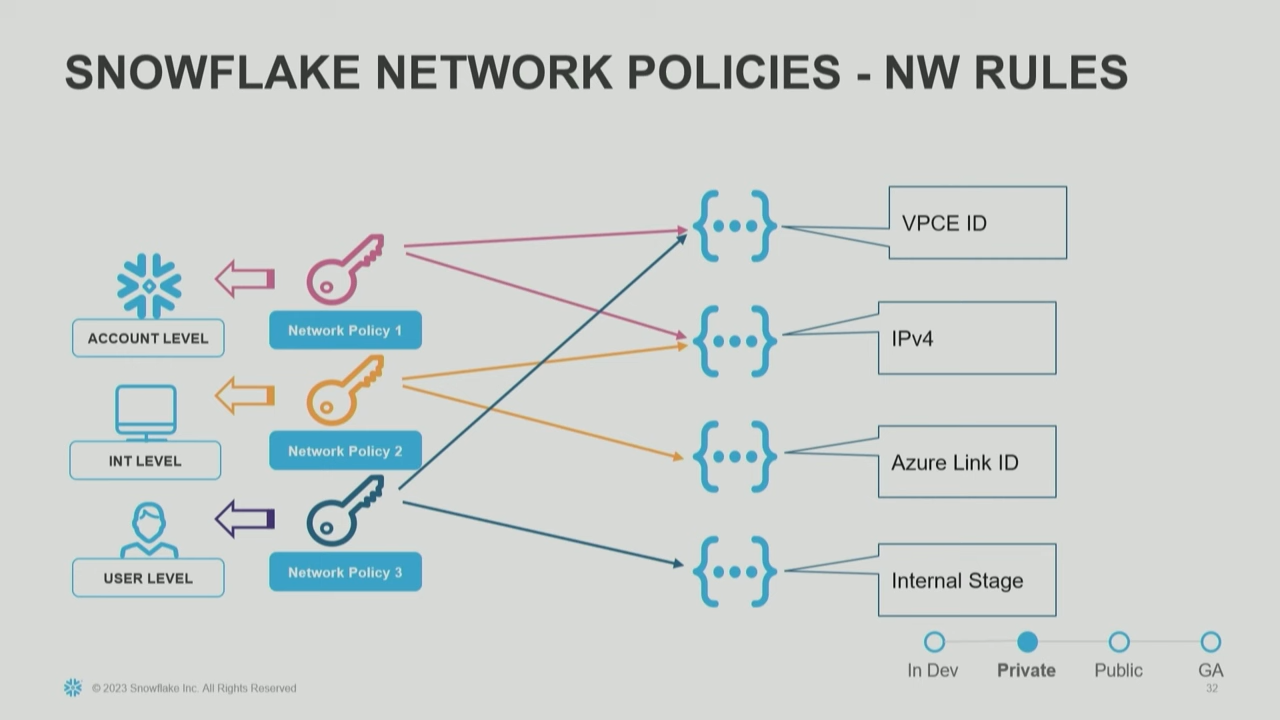 SNOWFLAKE NETWORK POLICIES - NW RULES
VPCE ID
ACCOUNT LEVEL
Network Policy 1
IPv4
INT LEVEL
Network Policy 2
Azure Link ID
USER LEVEL
Network Policy 3
Internal Stage
In Dev
Private
Public
GA
© 2023 Snowflake Inc. All Rights Reserved
32